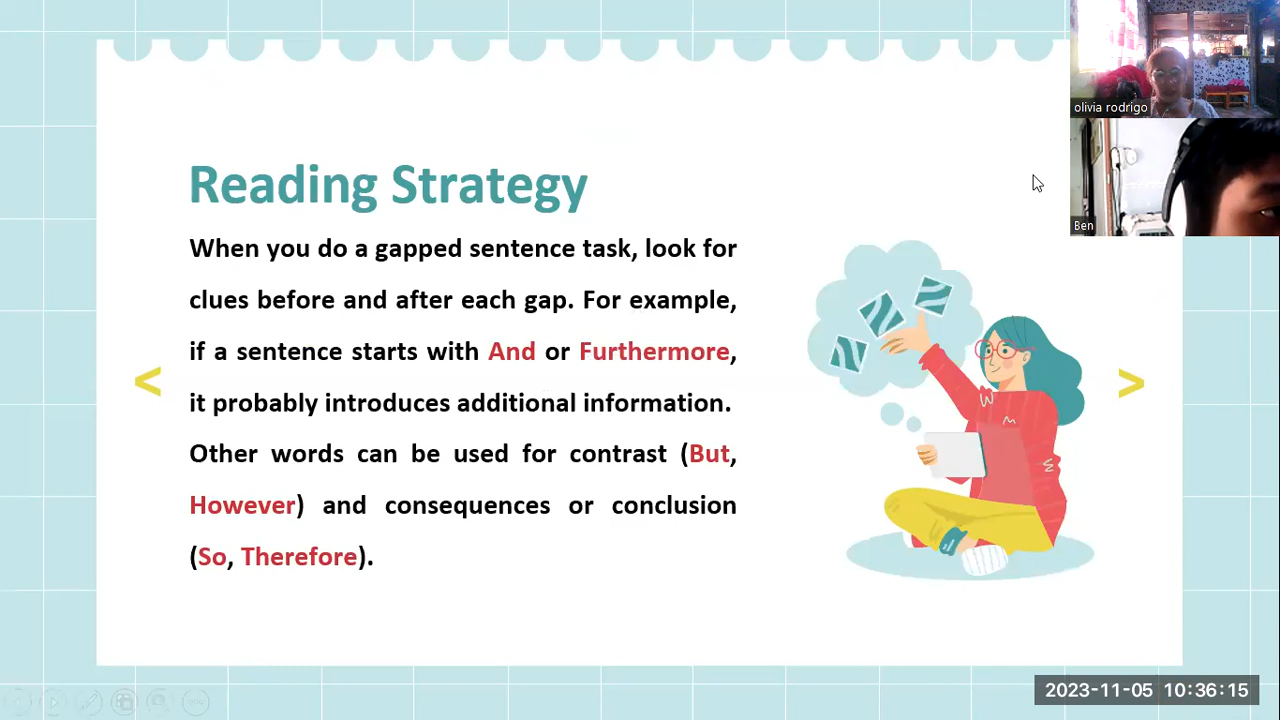 Reading Strategy
When you do a gapped sentence task, look for
clues before and after each gap. For example,
if a sentence starts with And or Furthermore,
it probably introduces additional information.
Other words can be used for contrast (But,
However) and consequences or conclusion
(So, Therefore).
<
>
olivia rodrigo
Ben
2023-11-05 10:36:15